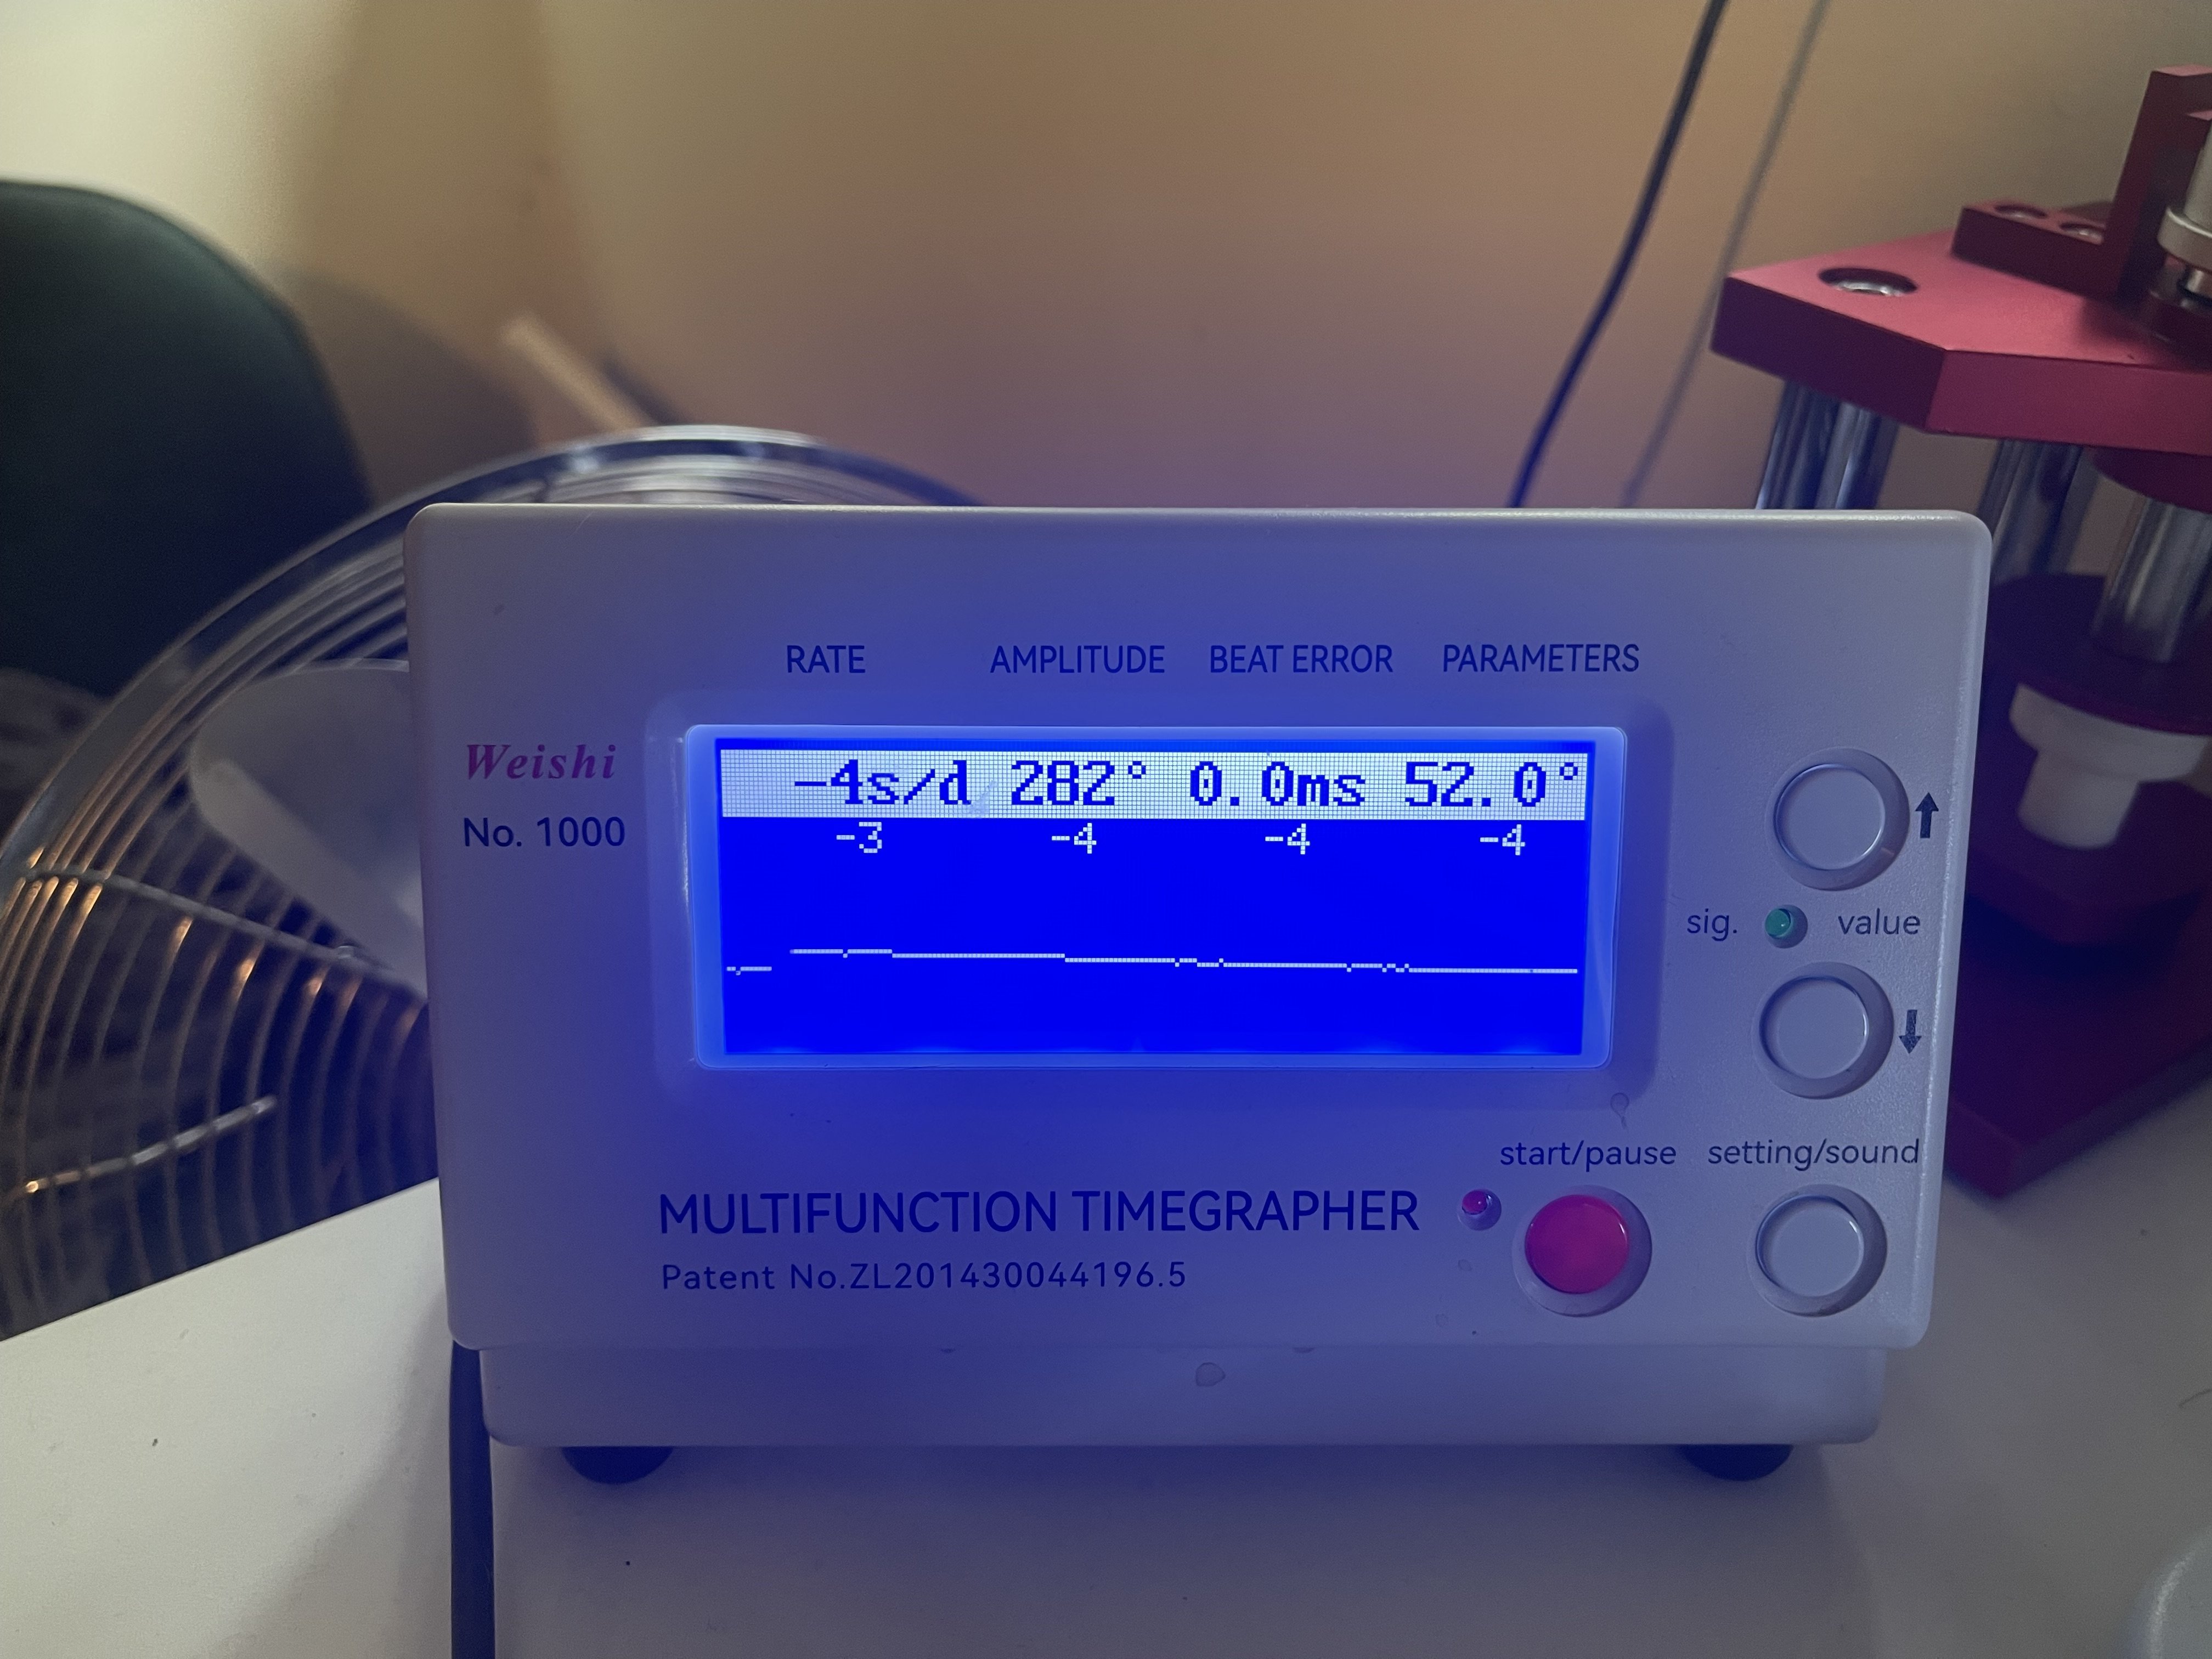 RATE AMPLITUDE BEAT ERROR PARAMETERS
Weishi
No. 1000
-4s/d 282° 0.0ms 52.0°
-3 -4 -4 -4
sig. value
start/pause setting/sound
MULTIFUNCTION TIMEGRAPHER
Patent No.ZL201430044196.5